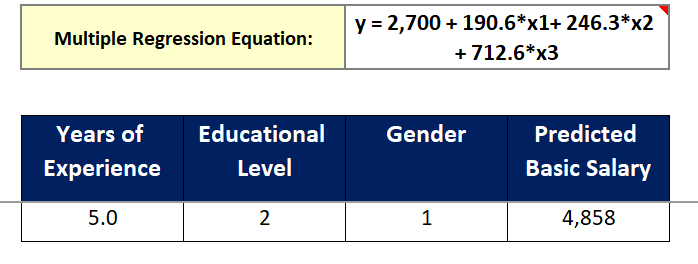 Multiple Regression Equation:
y = 2,700 + 190.6*x1+ 246.3*x2
+ 712.6*x3
Years of Experience
Educational Level
Gender
Predicted Basic Salary
5.0
2
1
4,858